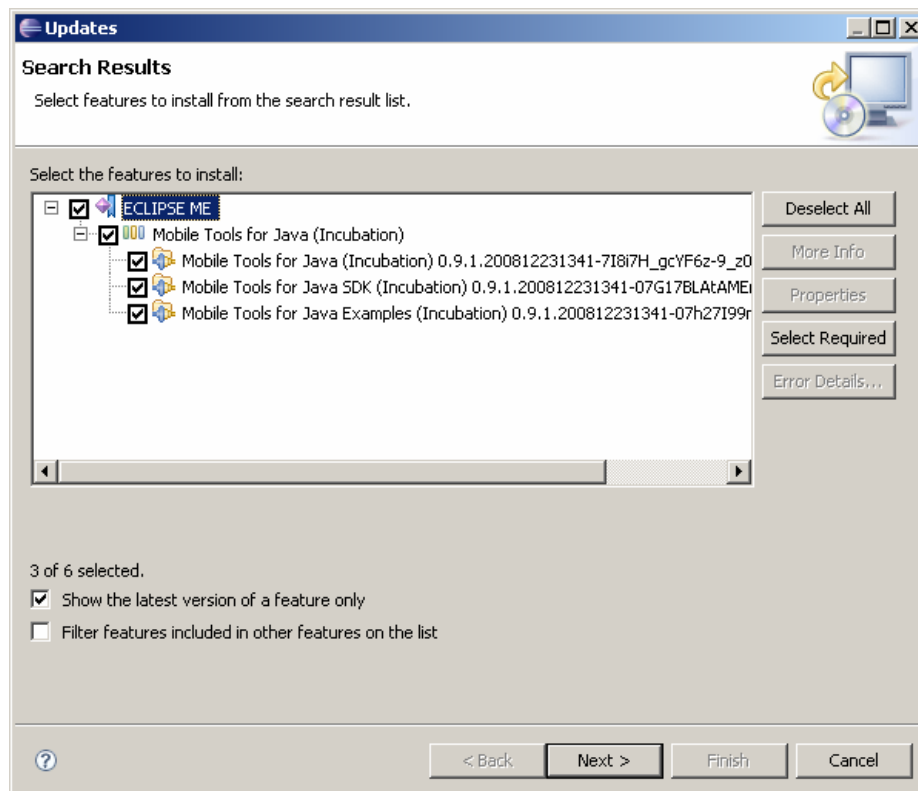 Updates
Search Results
Select features to install from the search result list.
Select the features to install:
ECLIPSE ME
Mobile Tools for Java (Incubation)
Mobile Tools for Java (Incubation) 0.9.1.200812231341-7I8i7H_gcYF6z-9_z0
Mobile Tools for Java SDK (Incubation) 0.9.1.200812231341-07G17BLAtAME
Mobile Tools for Java Examples (Incubation) 0.9.1.200812231341-07h27I99r
Deselect All
More Info
Properties
Select Required
Error Details...
3 of 6 selected.
Show the latest version of a feature only
Filter features included in other features on the list
?
< Back
Next >
Finish
Cancel